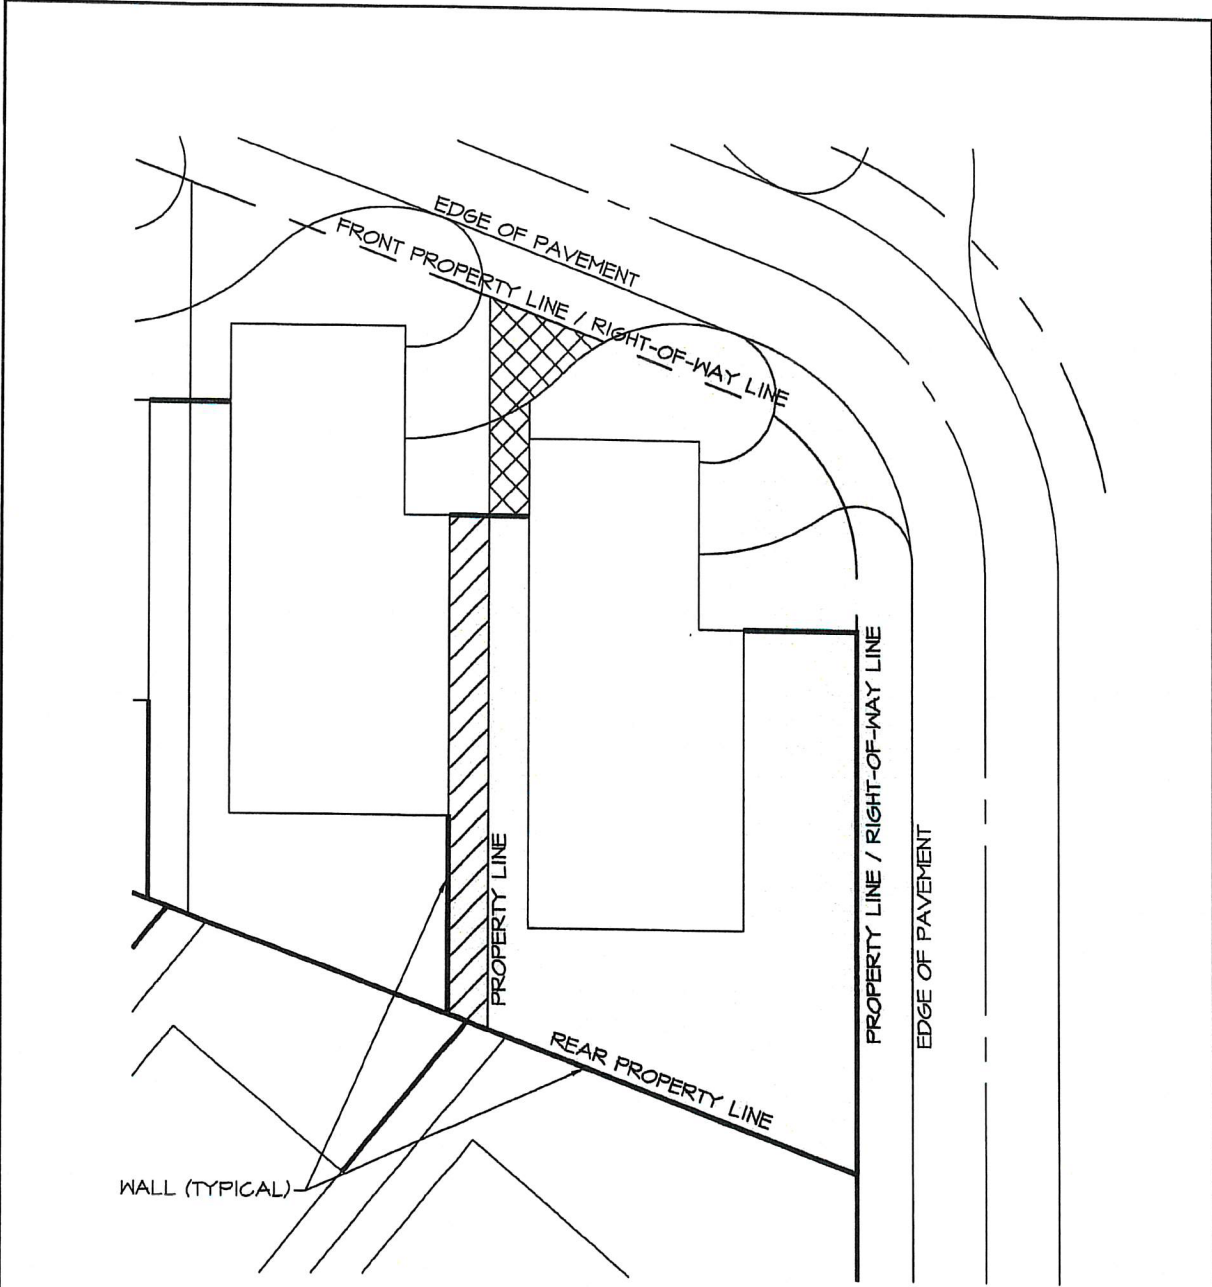 EDGE OF PAVEMENT
FRONT PROPERTY LINE / RIGHT-OF-WAY LINE
PROPERTY LINE / RIGHT-OF-WAY LINE
EDGE OF PAVEMENT
PROPERTY LINE
REAR PROPERTY LINE
WALL (TYPICAL)